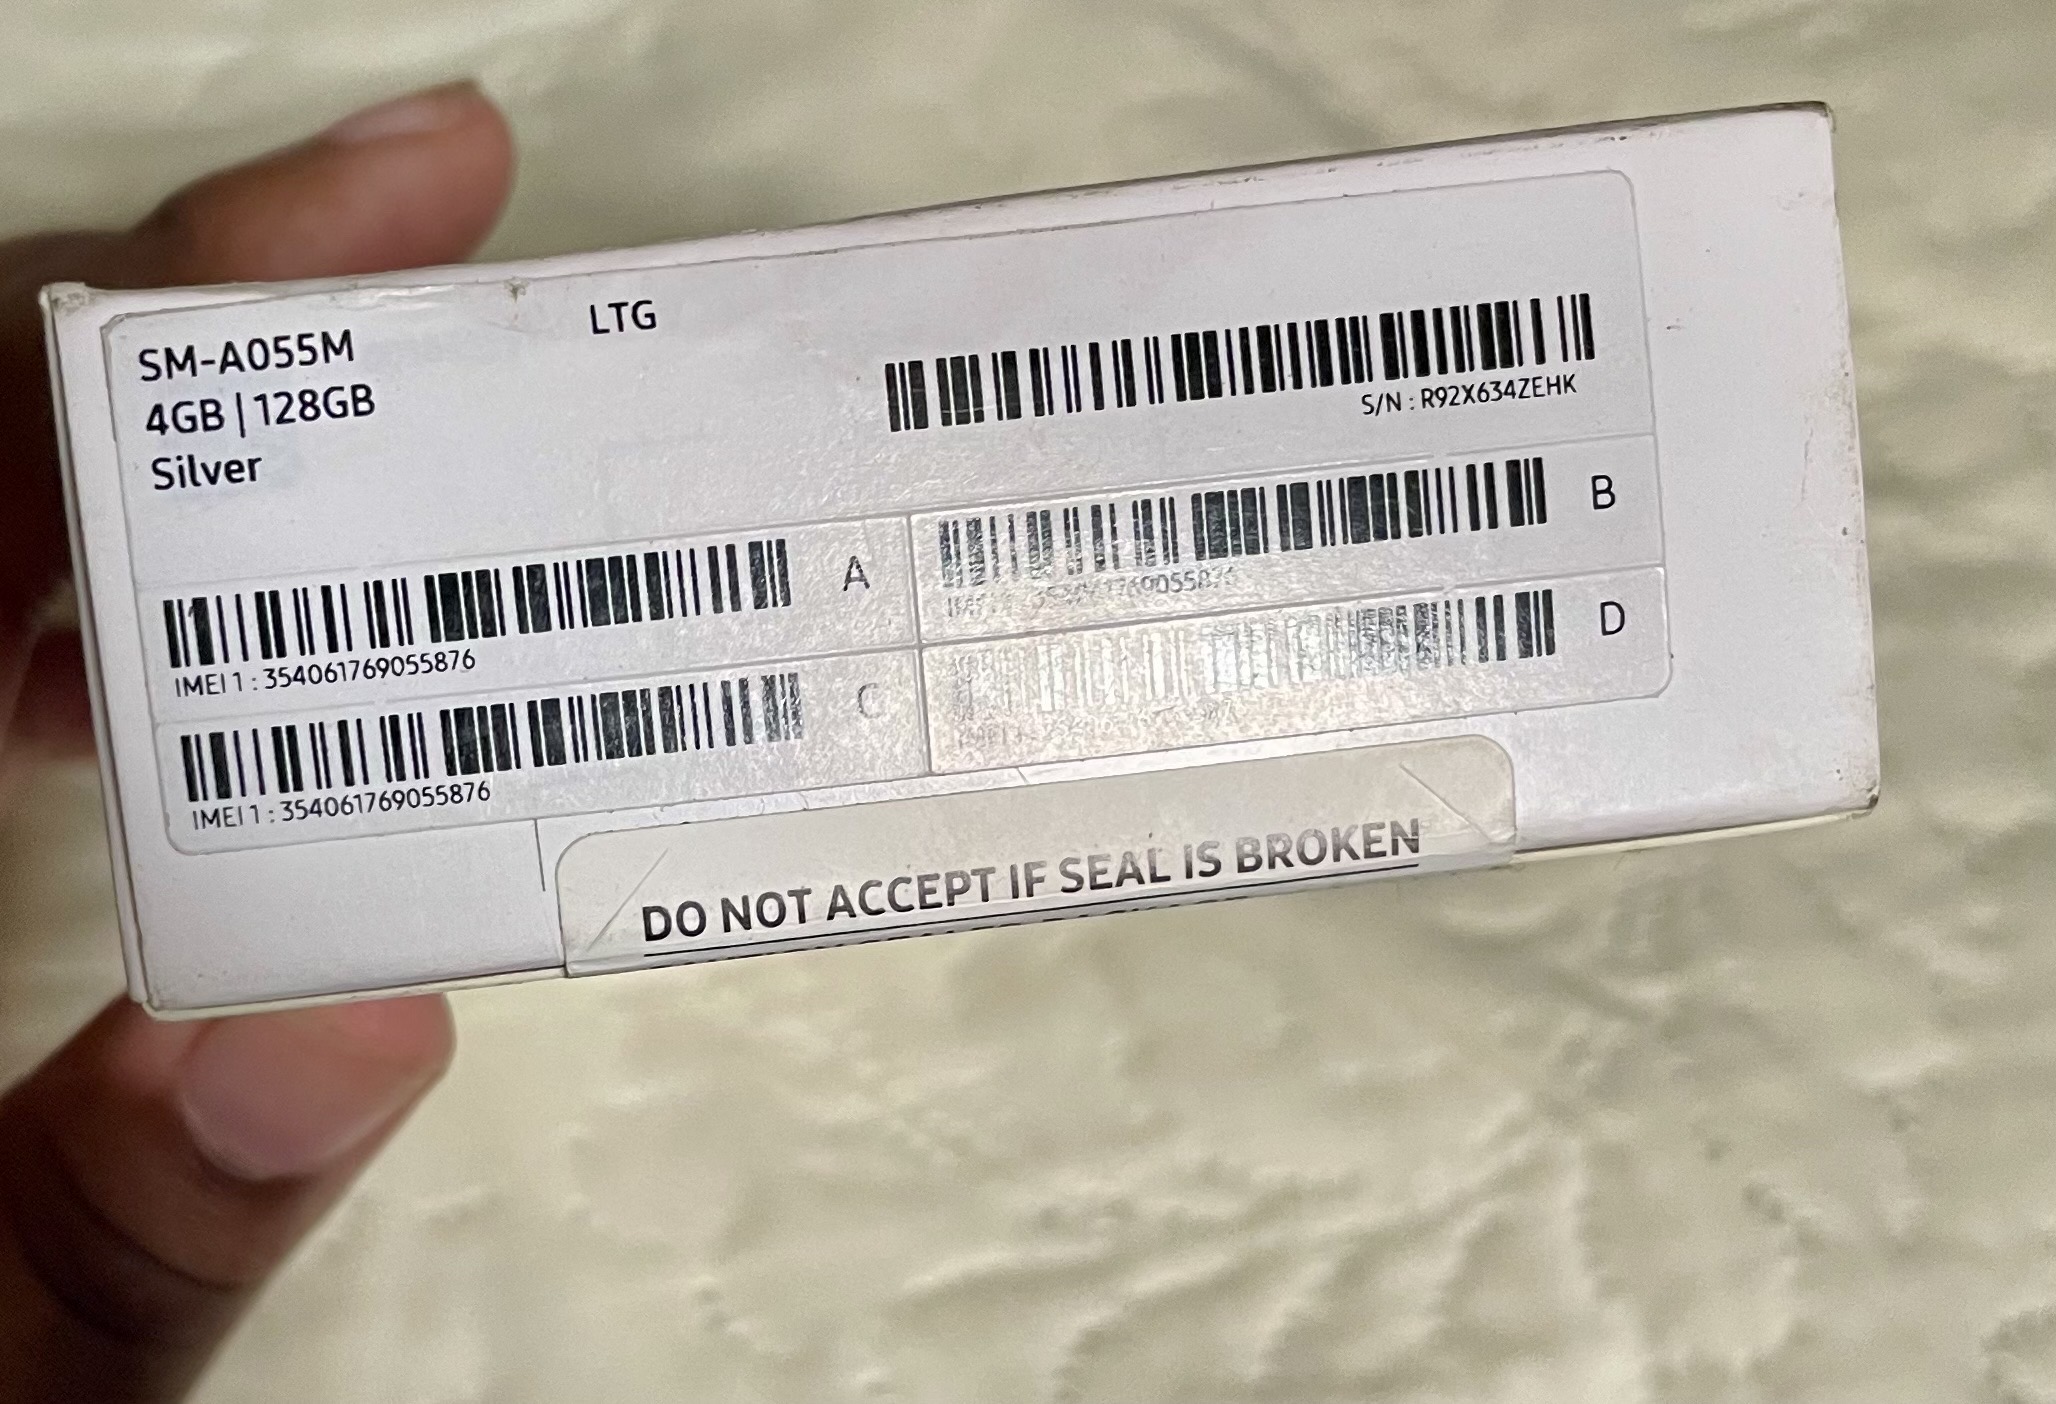 SM-A055M
4GB | 128GB
Silver
LTG
S/N : R92X634ZEHK
IMEI 1 : 354061769055876
A
B
IMEI 1 : 354061769055876
C
D
DO NOT ACCEPT IF SEAL IS BROKEN